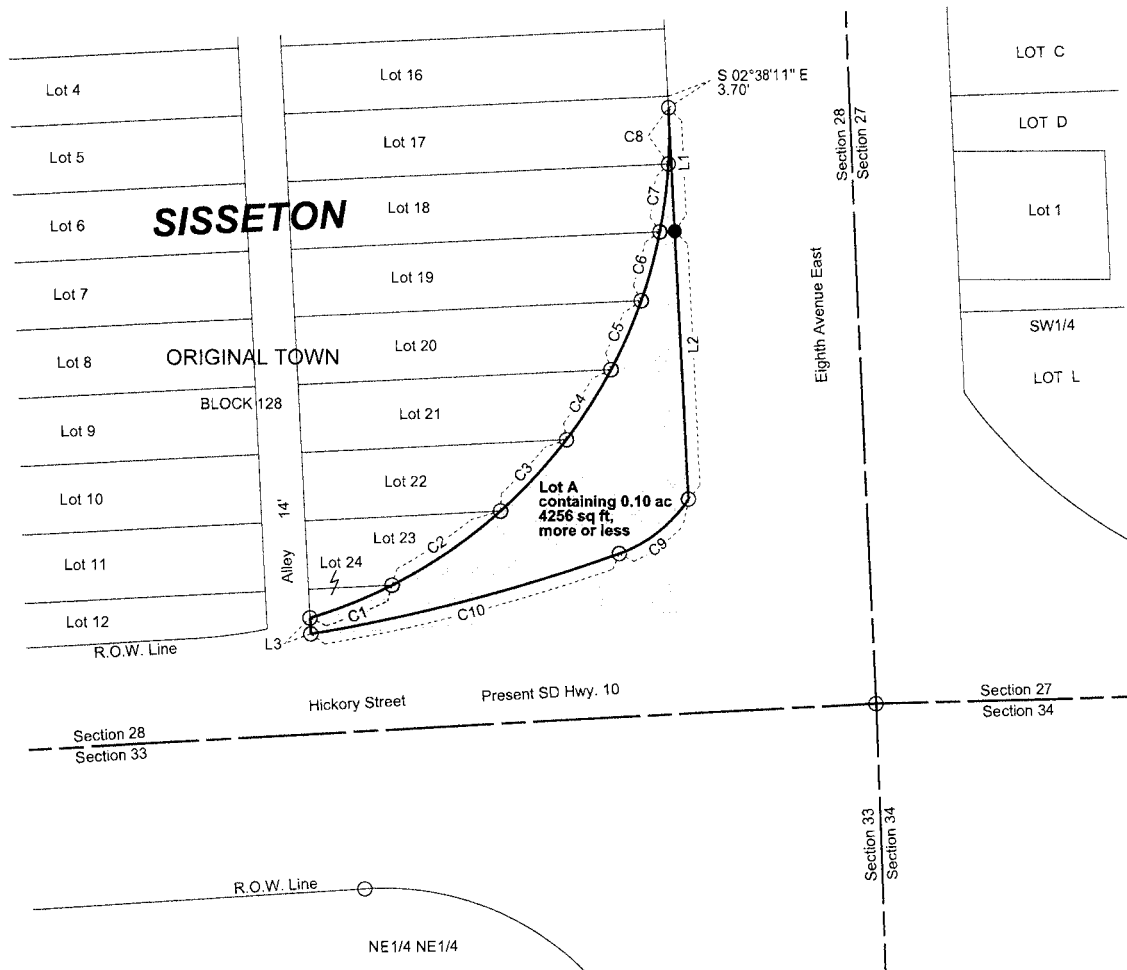 LOT C
Lot 4
Lot 16
S 02°38'11" E
3.70'
Section 28
Section 27
LOT D
Lot 5
Lot 17
C8
L1
Lot 6
SISSETON
Lot 18
C7
Lot 1
Lot 7
Lot 19
C6
SW1/4
Lot 8
ORIGINAL TOWN
Lot 20
C5
L2
Eighth Avenue East
LOT L
BLOCK 128
Lot 9
Lot 21
C4
Lot 10
14'
Lot 22
C3
Lot A
containing 0.10 ac
4256 sq ft,
more or less
Lot 11
Alley
Lot 23
C2
C9
Lot 24
Lot 12
C1
C10
R.O.W. Line
L3
Hickory Street
Present SD Hwy. 10
Section 27
Section 34
Section 28
Section 33
Section 33
Section 34
R.O.W. Line
NE1/4 NE1/4